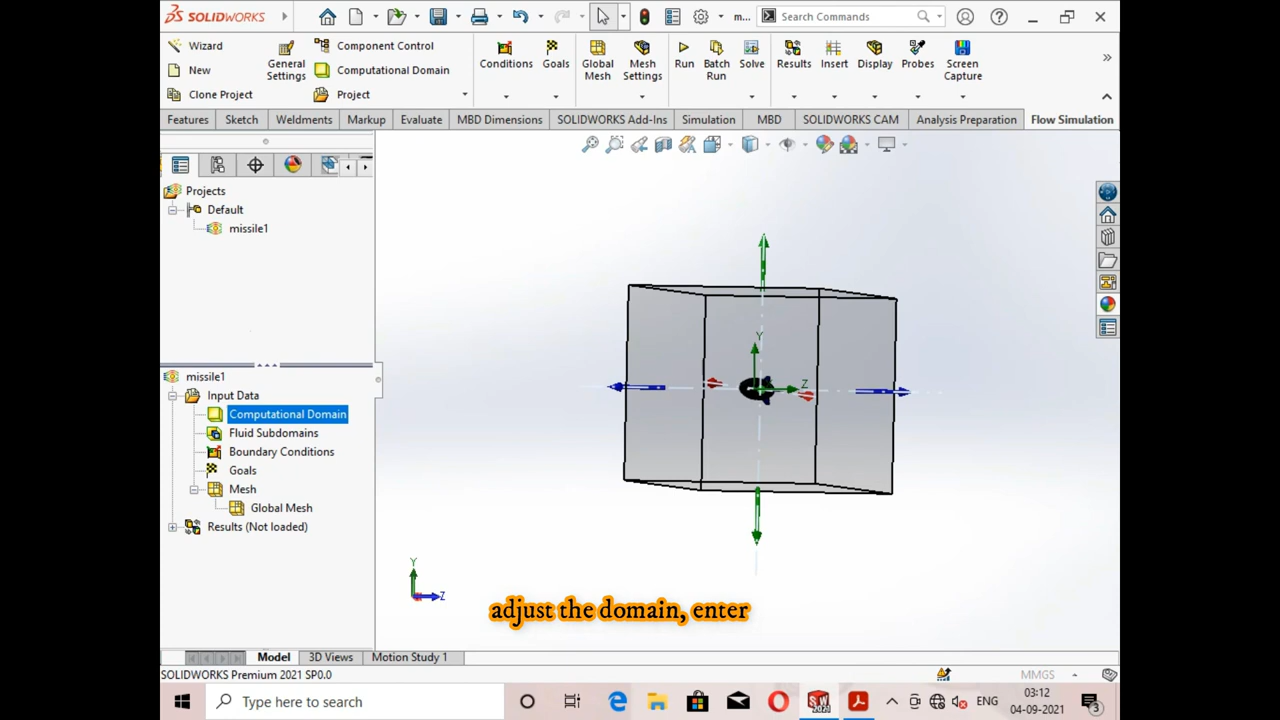 SOLIDWORKS
m...
Search Commands
Wizard
New
Clone Project
General Settings
Component Control
Computational Domain
Project
Conditions
Goals
Global Mesh
Mesh Settings
Run
Batch Run
Solve
Results
Insert
Display
Probes
Screen Capture
Features
Sketch
Weldments
Markup
Evaluate
MBD Dimensions
SOLIDWORKS Add-Ins
Simulation
MBD
SOLIDWORKS CAM
Analysis Preparation
Flow Simulation
Projects
Default
missile1
missile1
Input Data
Computational Domain
Fluid Subdomains
Boundary Conditions
Goals
Mesh
Global Mesh
Results (Not loaded)
Y
Z
Y
Z
adjust the domain, enter
Model
3D Views
Motion Study 1
SOLIDWORKS Premium 2021 SP0.0
MMGS
Type here to search
SW
2020
ENG
03:12
04-09-2021
3